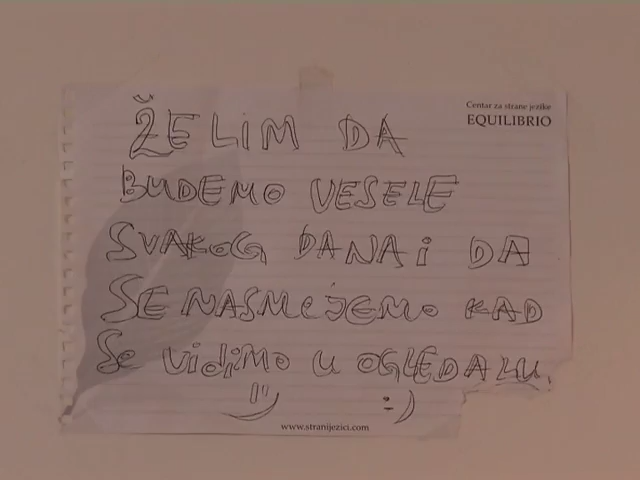 Centar za strane jezike
EQUILIBRIO
ŽELIM DA
BUDEMO VESELE
SVAKOG DANA i DA
SE NASMEJEMO KAD
Se VidiMO U OGLEDALU.
:)
www.stranijezici.com